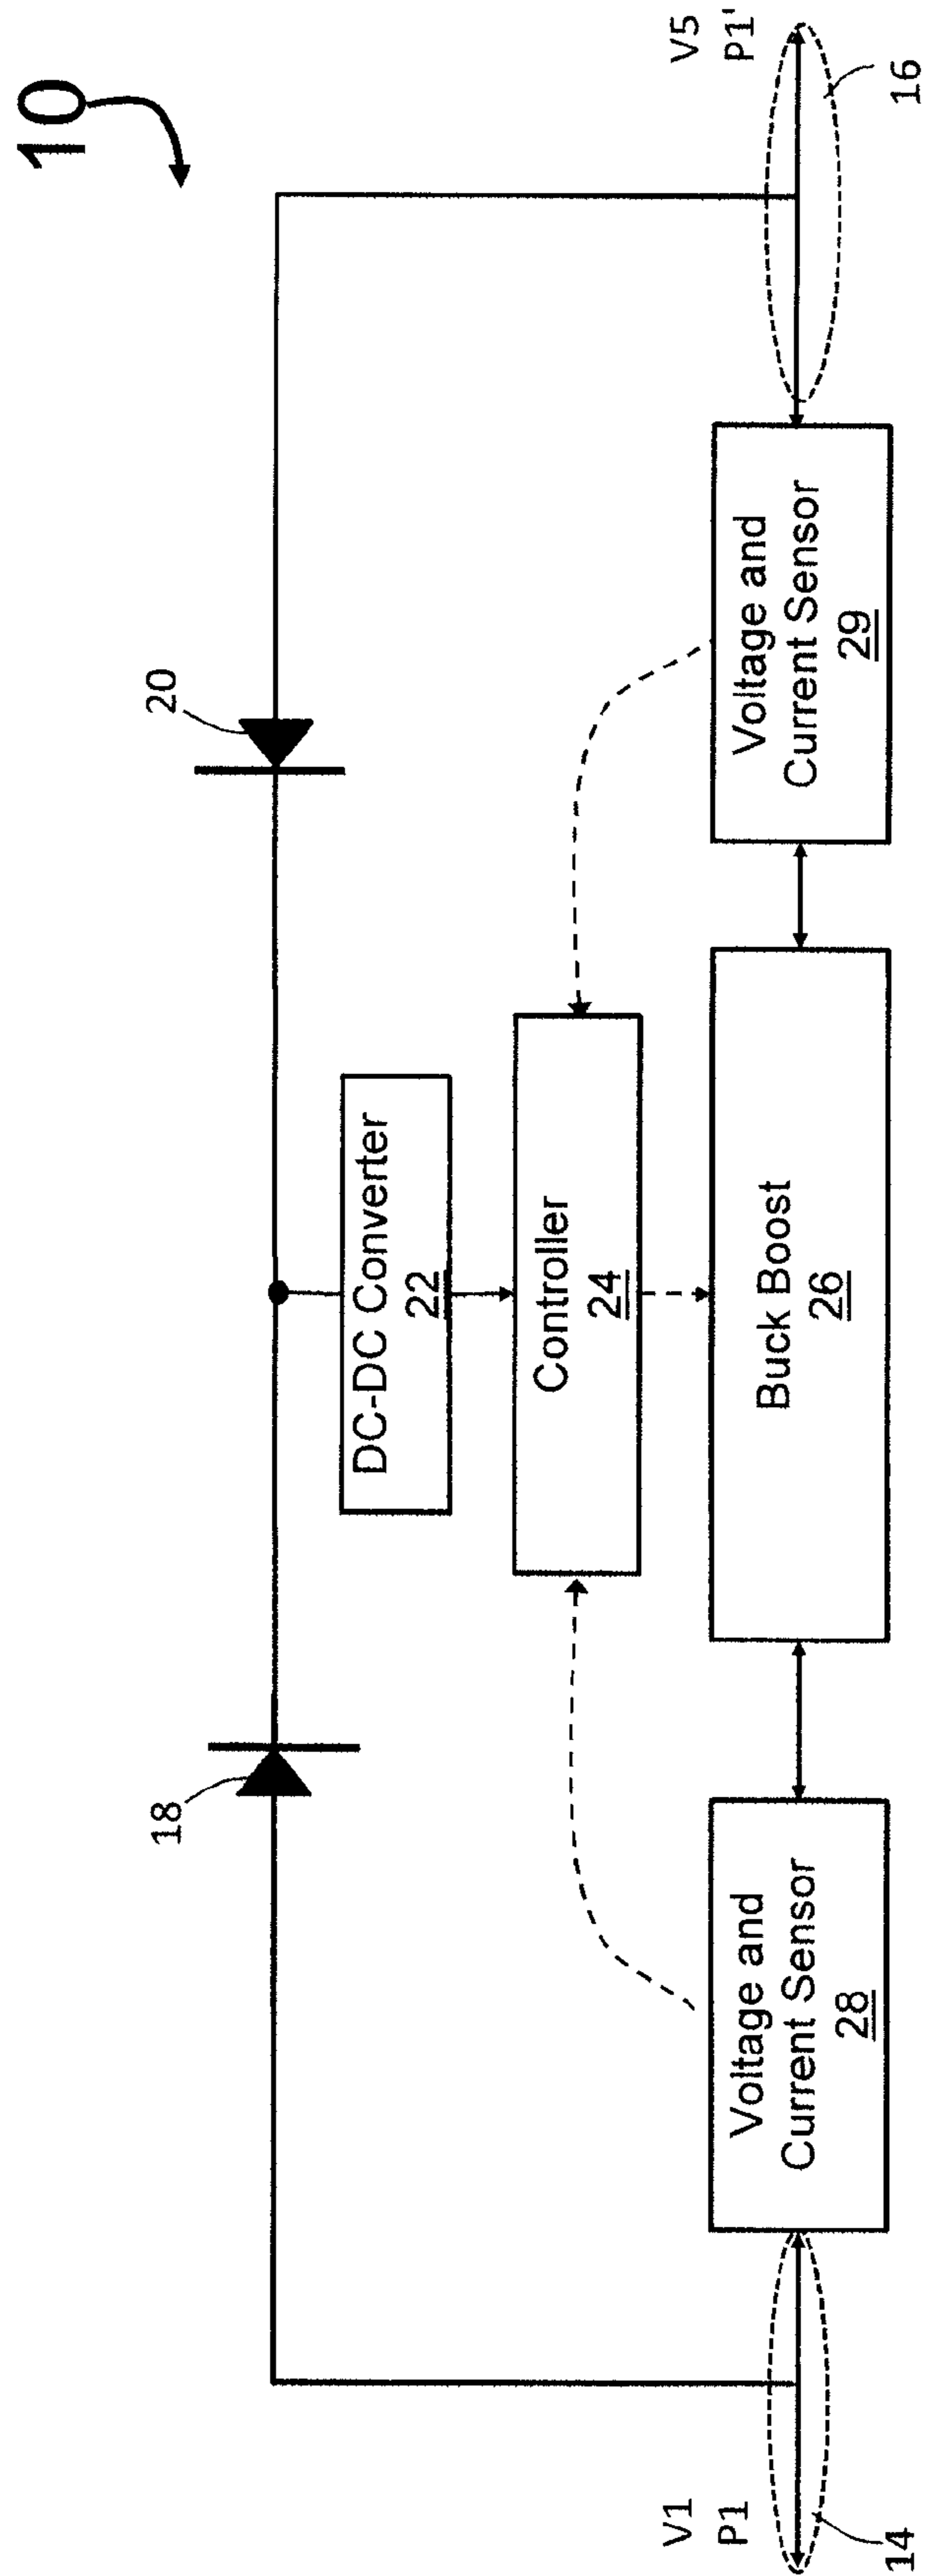 10
18
20
DC-DC Converter
22
Controller
24
V1
P1
14
Voltage and
Current Sensor
28
Buck Boost
26
Voltage and
Current Sensor
29
V5
P1'
16